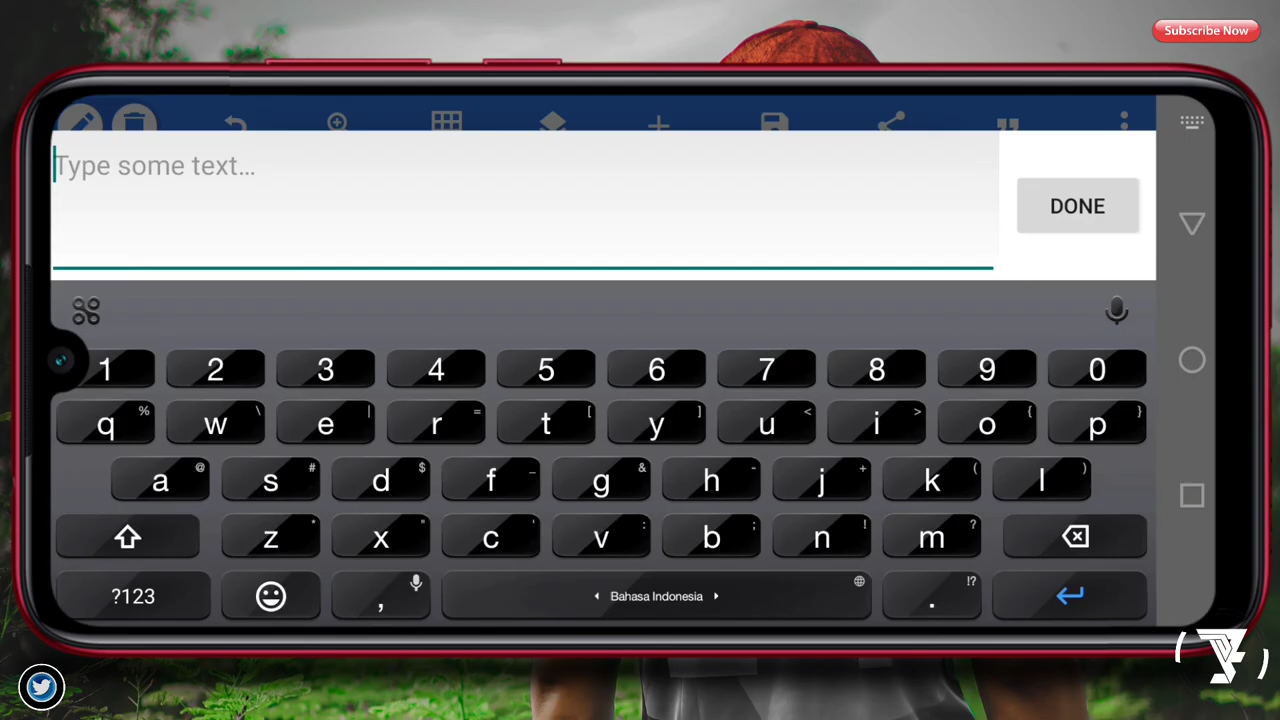 Subscribe Now
Type some text...
DONE
1 2 3 4 5 6 7 8 9 0
q % w \ e | r = t [ y ] u < i > o { p }
a @ s # d $ f _ g & h - j + k ( l )
z * x " c ' v : b ; n ! m ?
?123 , Bahasa Indonesia . !?